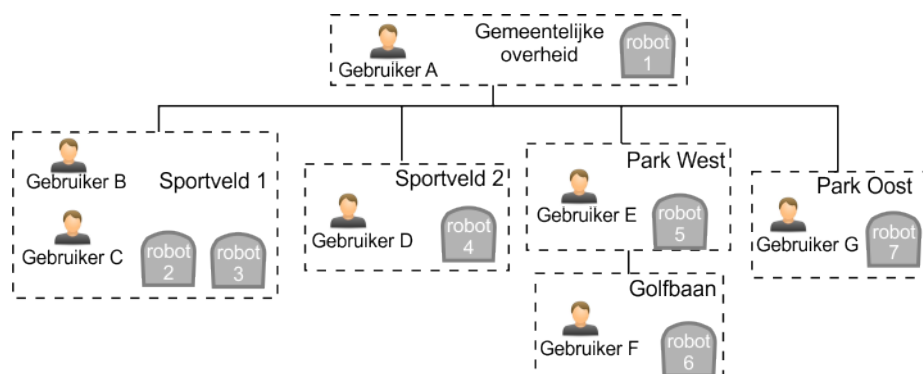 Gemeentelijke
overheid
robot
1
Gebruiker A
Gebruiker B
Sportveld 1
Gebruiker C
robot
2
robot
3
Sportveld 2
Gebruiker D
robot
4
Park West
Gebruiker E
robot
5
Park Oost
Gebruiker G
robot
7
Golfbaan
Gebruiker F
robot
6